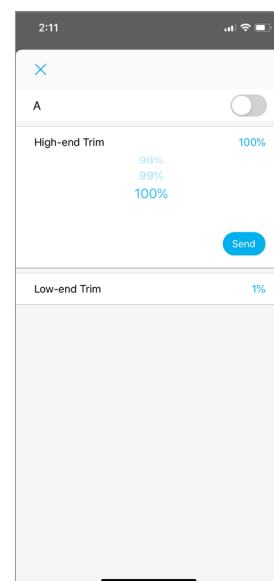 2:11
A
High-end Trim 100%
98%
99%
100%
Send
Low-end Trim 1%